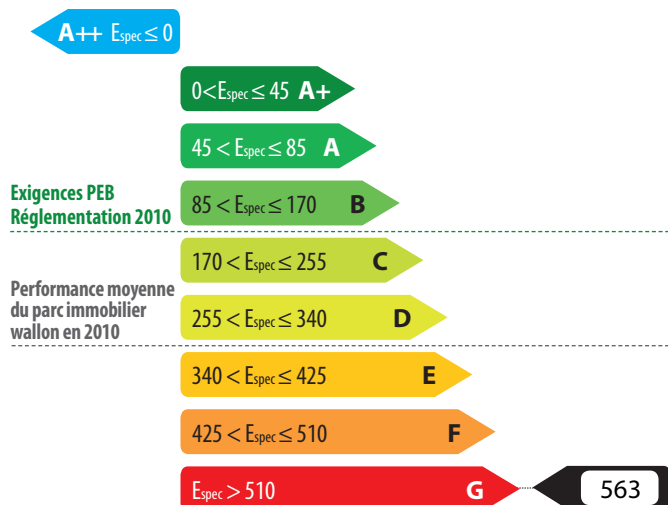 A++ Espec ≤ 0
0<Espec ≤ 45 A+
45 < Espec ≤ 85 A
Exigences PEB
Réglementation 2010
85 < Espec ≤ 170 B
170 < Espec ≤ 255 C
Performance moyenne
du parc immobilier
wallon en 2010
255 < Espec ≤ 340 D
340 < Espec ≤ 425 E
425 < Espec ≤ 510 F
Espec > 510 G 563